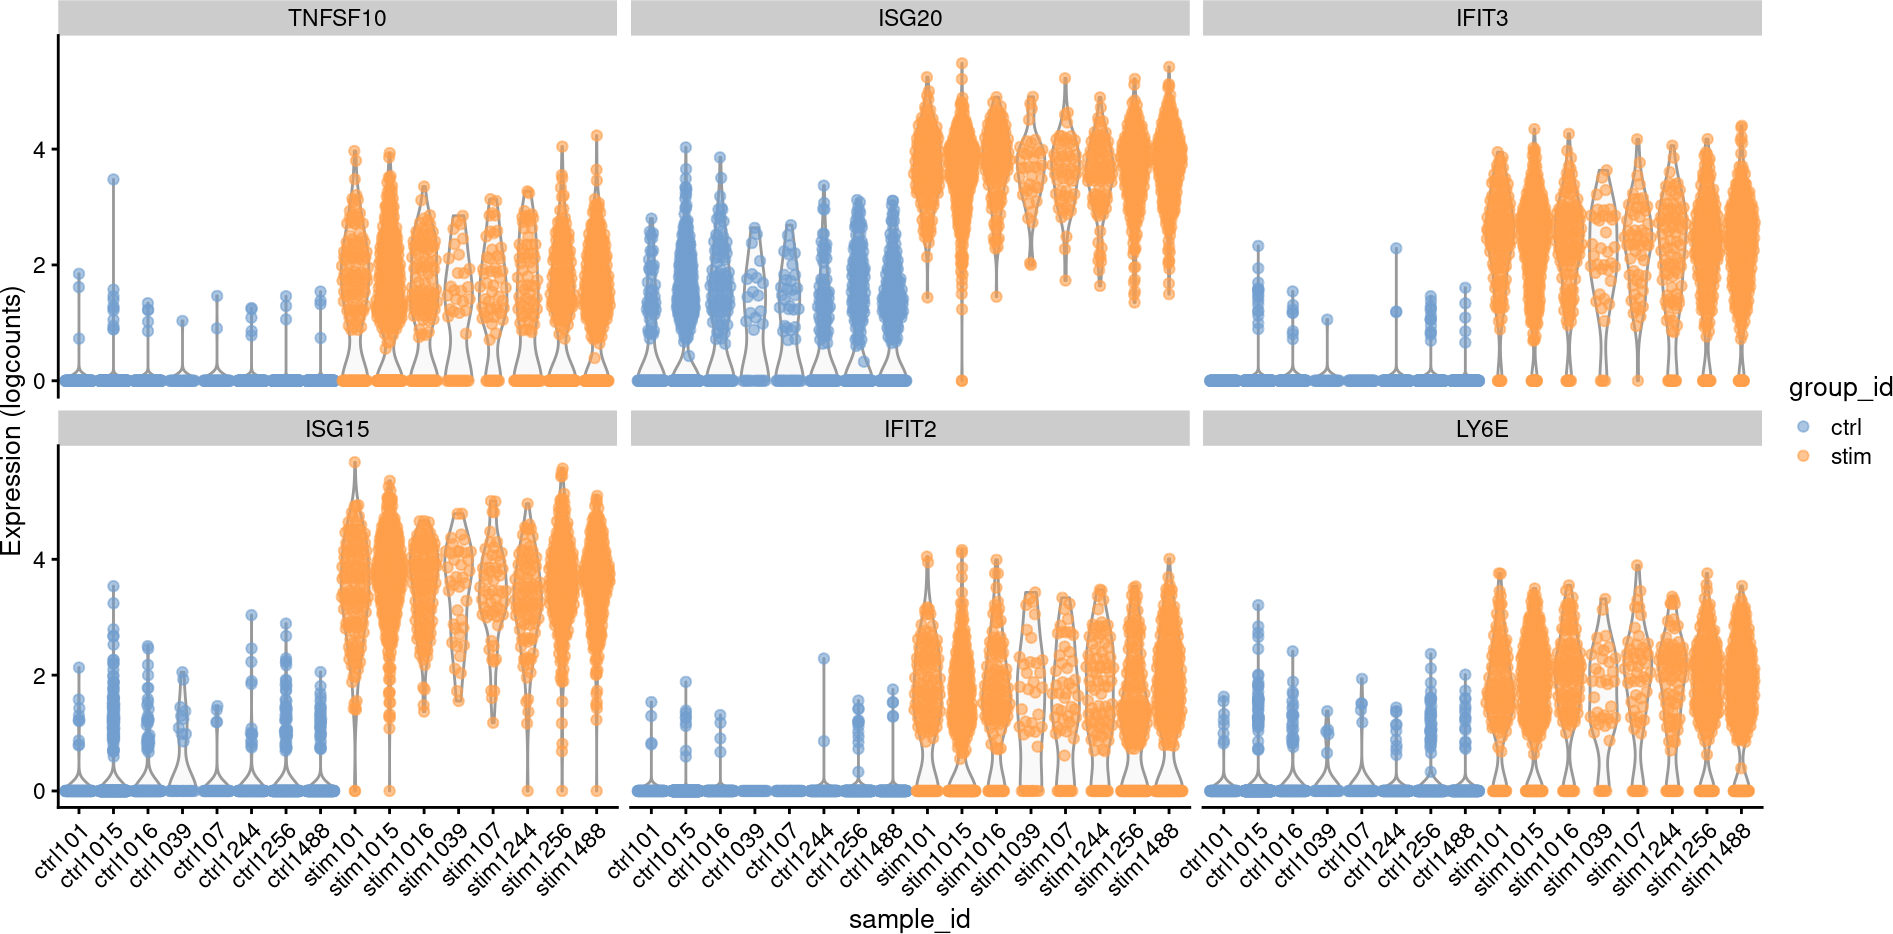 TNFSF10 ISG20 IFIT3
4
2
0
ISG15 IFIT2 LY6E
4
2
0
Expression (logcounts)
ctrl101 ctrl1015 ctrl1016 ctrl1039 ctrl107 ctrl1244 ctrl1256 ctrl1488 stim101 stim1015 stim1016 stim1039 stim107 stim1244 stim1256 stim1488
ctrl101 ctrl1015 ctrl1016 ctrl1039 ctrl107 ctrl1244 ctrl1256 ctrl1488 stim101 stim1015 stim1016 stim1039 stim107 stim1244 stim1256 stim1488
ctrl101 ctrl1015 ctrl1016 ctrl1039 ctrl107 ctrl1244 ctrl1256 ctrl1488 stim101 stim1015 stim1016 stim1039 stim107 stim1244 stim1256 stim1488
sample_id
group_id
ctrl
stim